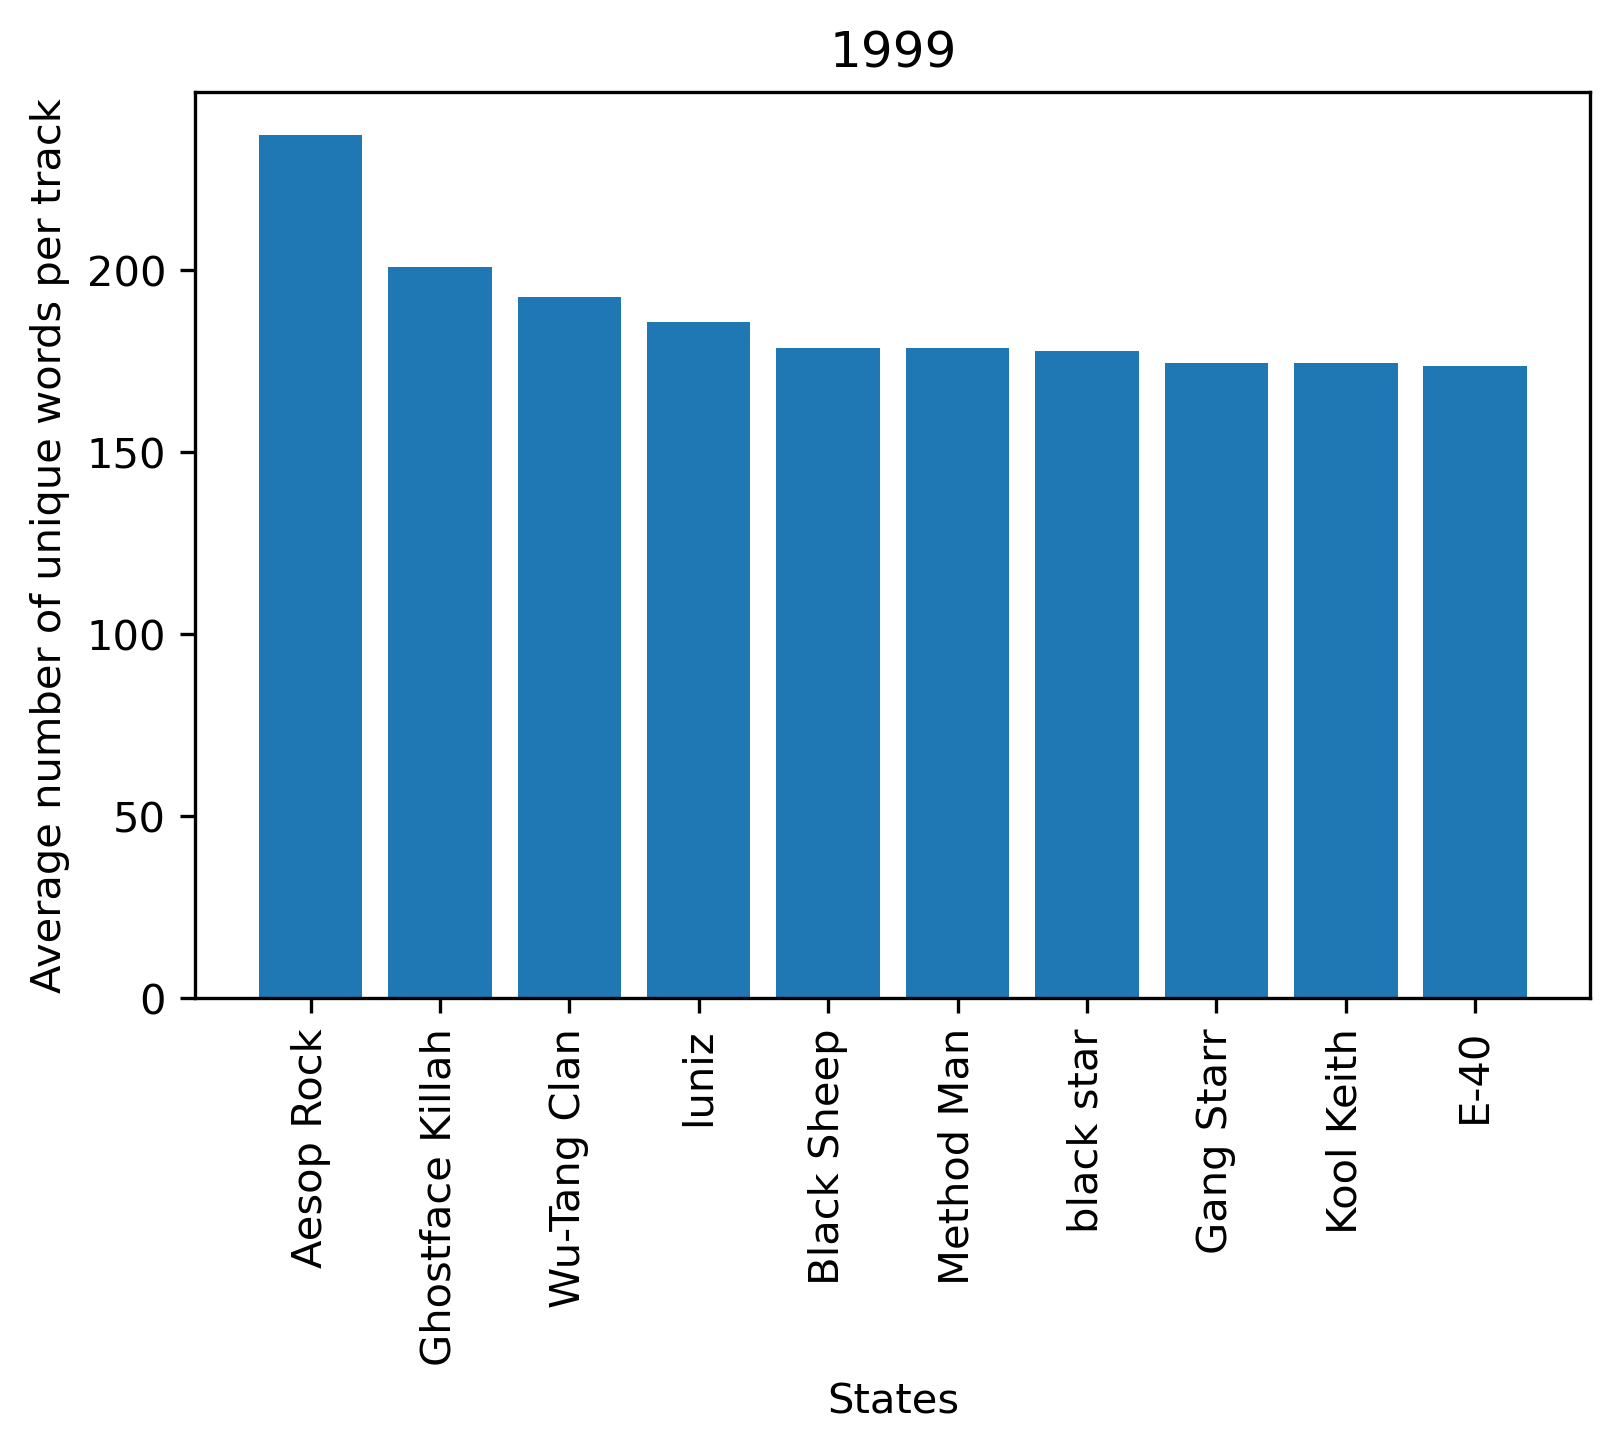 1999
Average number of unique words per track
200
150
100
50
0
Aesop Rock
Ghostface Killah
Wu-Tang Clan
luniz
Black Sheep
Method Man
black star
Gang Starr
Kool Keith
E-40
States